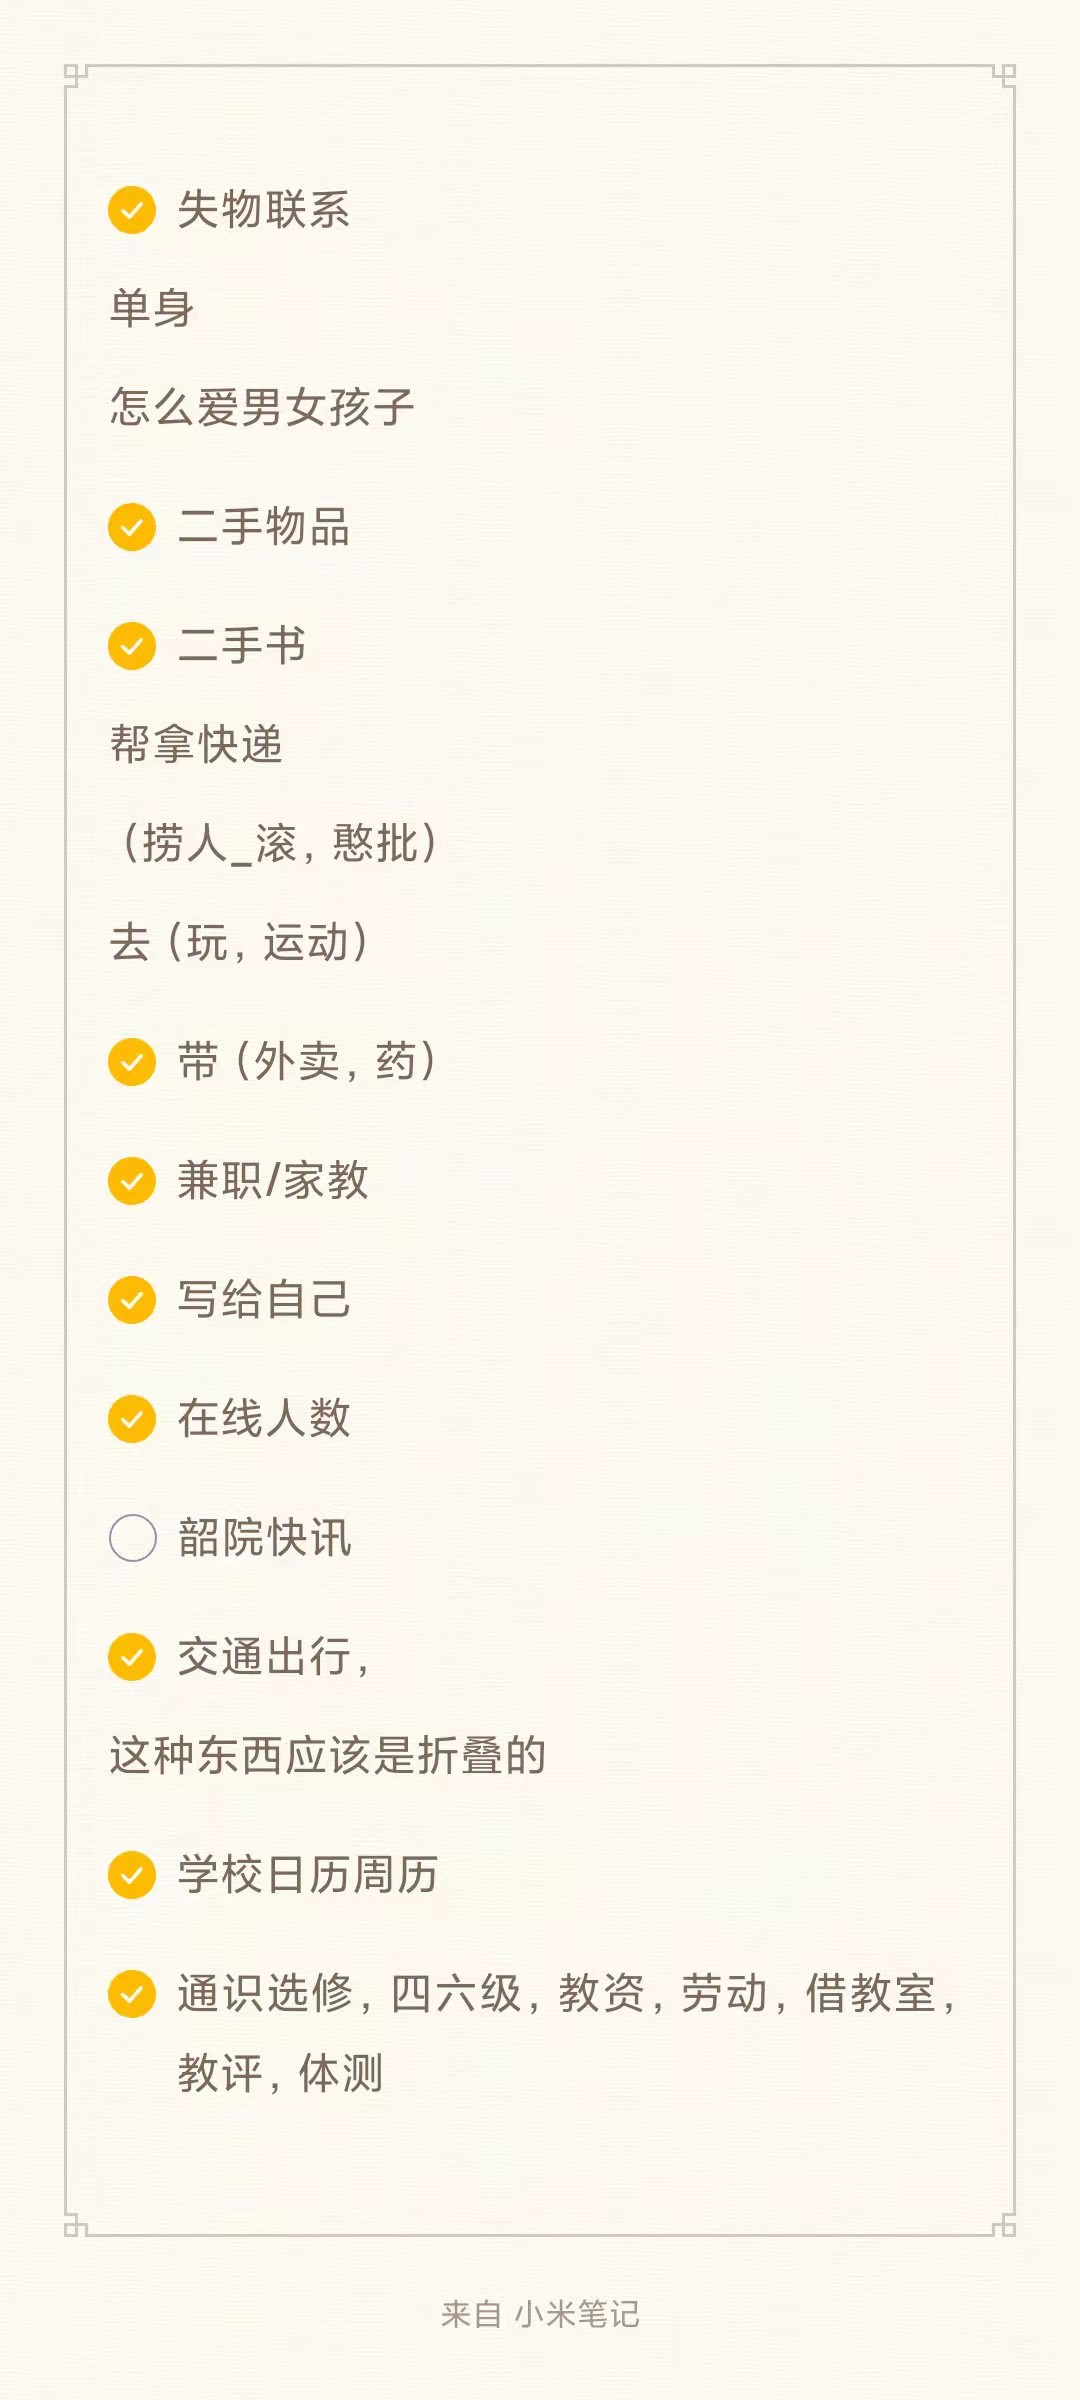 失物联系
单身
怎么爱男女孩子
二手物品
二手书
帮拿快递
（捞人_滚，憨批）
去（玩，运动）
带（外卖，药）
兼职/家教
写给自己
在线人数
韶院快讯
交通出行，
这种东西应该是折叠的
学校日历周历
通识选修，四六级，教资，劳动，借教室，
教评，体测
来自 小米笔记